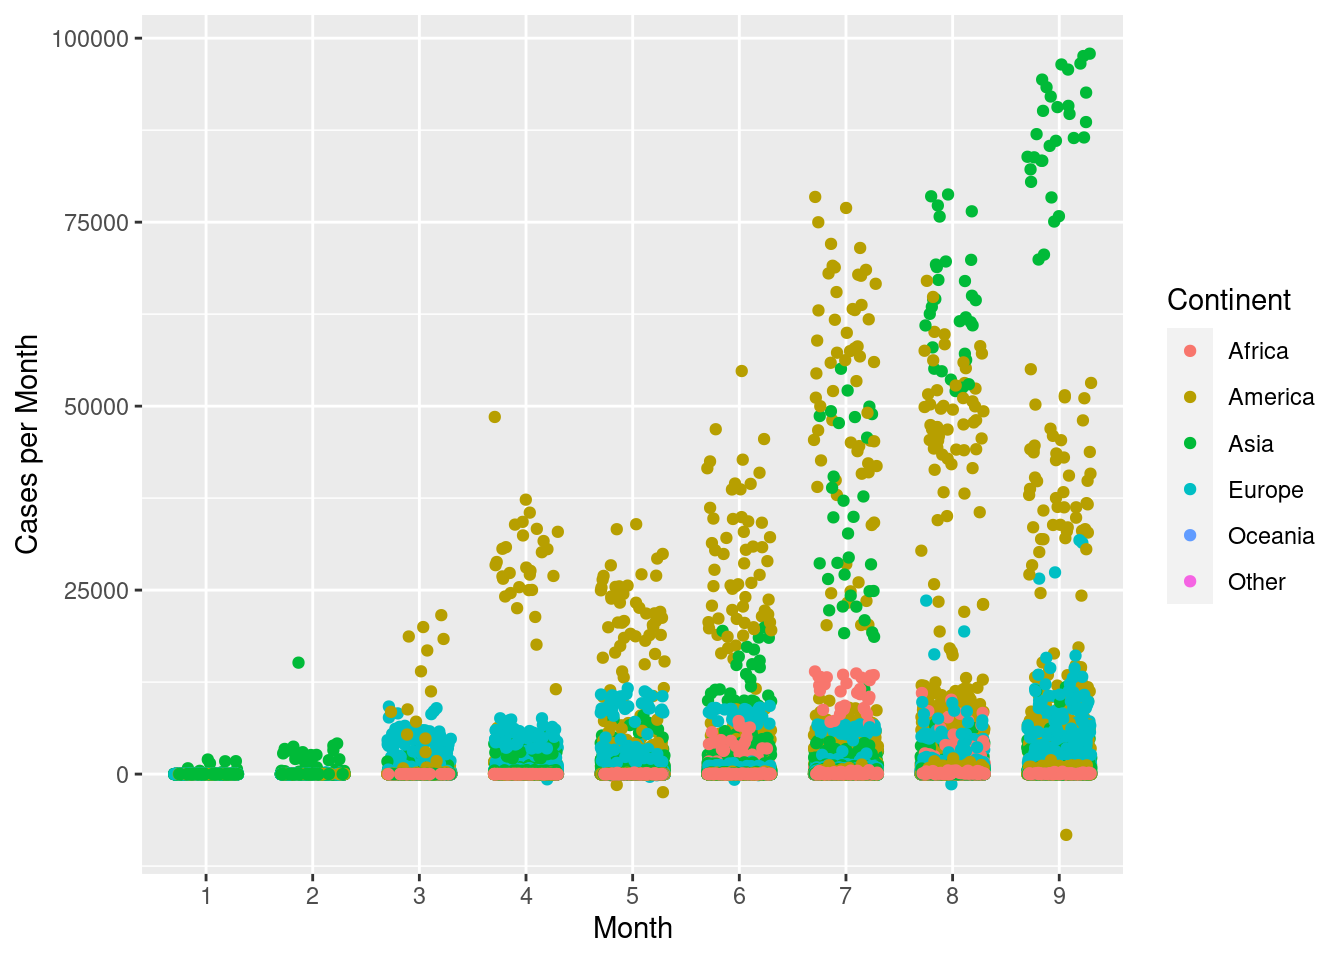 100000
75000
50000
25000
0
Cases per Month
1 2 3 4 5 6 7 8 9
Month
Continent
Africa
America
Asia
Europe
Oceania
Other